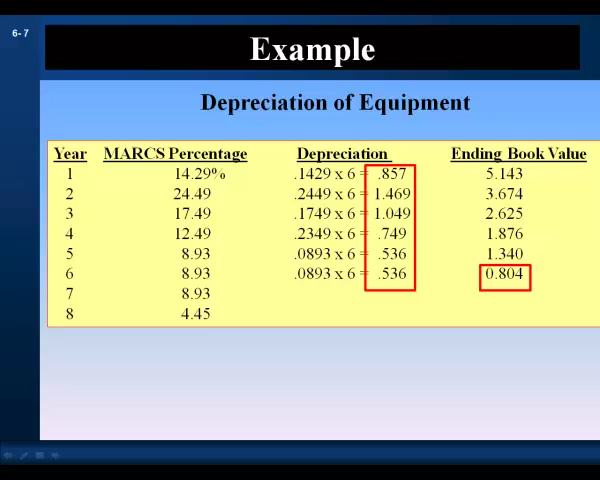 6-7
Example
Depreciation of Equipment
Year MARCS Percentage Depreciation Ending Book Value
1 14.29% .1429 x 6 = .857 5.143
2 24.49 .2449 x 6 = 1.469 3.674
3 17.49 .1749 x 6 = 1.049 2.625
4 12.49 .2349 x 6 = .749 1.876
5 8.93 .0893 x 6 = .536 1.340
6 8.93 .0893 x 6 = .536 0.804
7 8.93
8 4.45